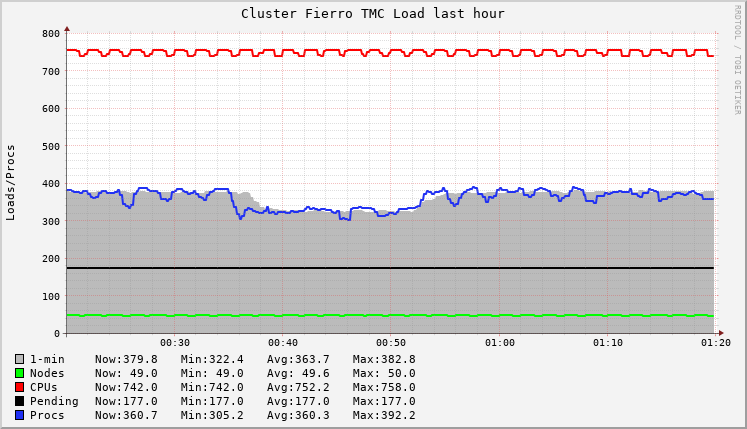 Cluster Fierro TMC Load last hour
RRDTOOL / TOBI OETIKER
Loads/Procs
800
700
600
500
400
300
200
100
0
00:30 00:40 00:50 01:00 01:10 01:20
1-min Now:379.8 Min:322.4 Avg:363.7 Max:382.8
Nodes Now: 49.0 Min: 49.0 Avg: 49.6 Max: 50.0
CPUs Now:742.0 Min:742.0 Avg:752.2 Max:758.0
Pending Now:177.0 Min:177.0 Avg:177.0 Max:177.0
Procs Now:360.7 Min:305.2 Avg:360.3 Max:392.2